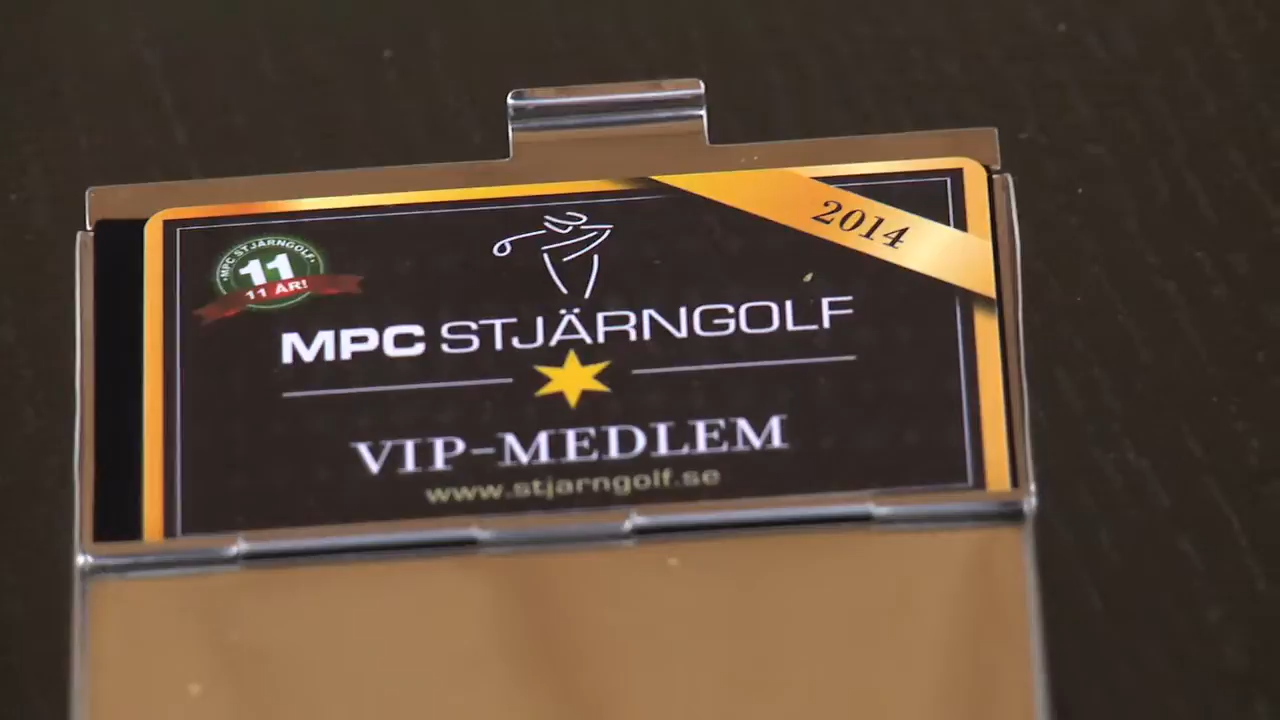 2014
MPC STJÄRNGOLF
11
11 ÅR!
MPC STJÄRNGOLF
VIP-MEDLEM
www.stjarngolf.se